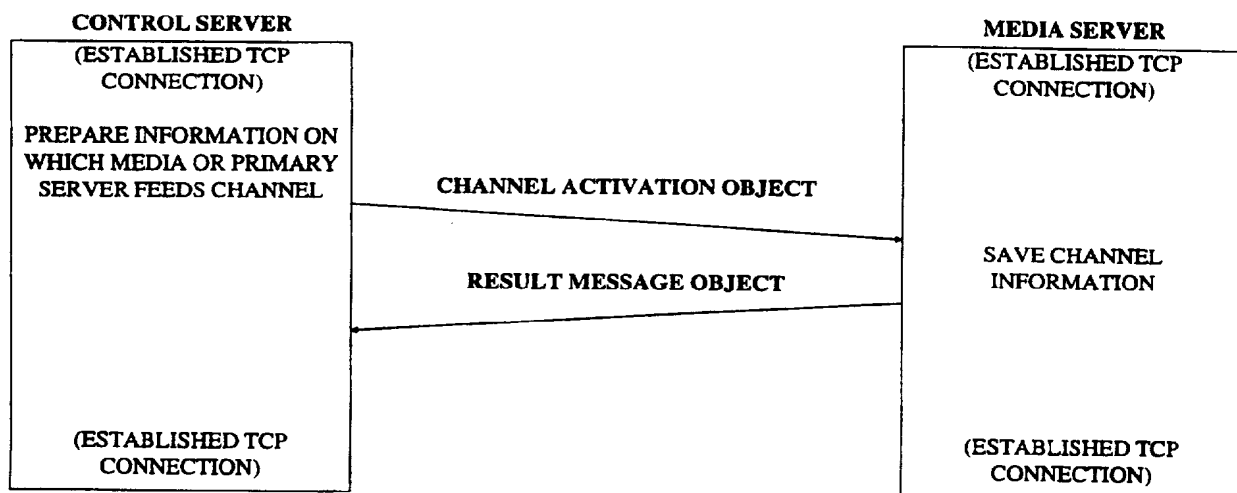 CONTROL SERVER
(ESTABLISHED TCP
CONNECTION)
PREPARE INFORMATION ON
WHICH MEDIA OR PRIMARY
SERVER FEEDS CHANNEL
CHANNEL ACTIVATION OBJECT
RESULT MESSAGE OBJECT
(ESTABLISHED TCP
CONNECTION)
MEDIA SERVER
(ESTABLISHED TCP
CONNECTION)
SAVE CHANNEL
INFORMATION
(ESTABLISHED TCP
CONNECTION)